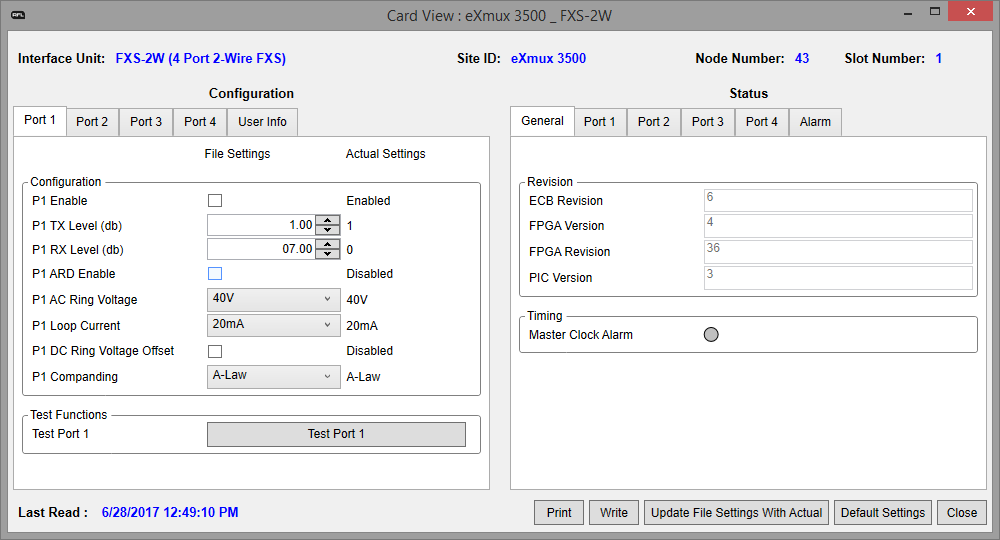 AFL
Card View : eXmux 3500 _ FXS-2W
Interface Unit: FXS-2W (4 Port 2-Wire FXS) Site ID: eXmux 3500 Node Number: 43 Slot Number: 1
Configuration
Port 1 Port 2 Port 3 Port 4 User Info
File Settings Actual Settings
Configuration
P1 Enable Enabled
P1 TX Level (db) 1.00 1
P1 RX Level (db) 07.00 0
P1 ARD Enable Disabled
P1 AC Ring Voltage 40V 40V
P1 Loop Current 20mA 20mA
P1 DC Ring Voltage Offset Disabled
P1 Companding A-Law A-Law
Test Functions
Test Port 1 Test Port 1
Status
General Port 1 Port 2 Port 3 Port 4 Alarm
Revision
ECB Revision 6
FPGA Version 4
FPGA Revision 36
PIC Version 3
Timing
Master Clock Alarm
Last Read : 6/28/2017 12:49:10 PM Print Write Update File Settings With Actual Default Settings Close